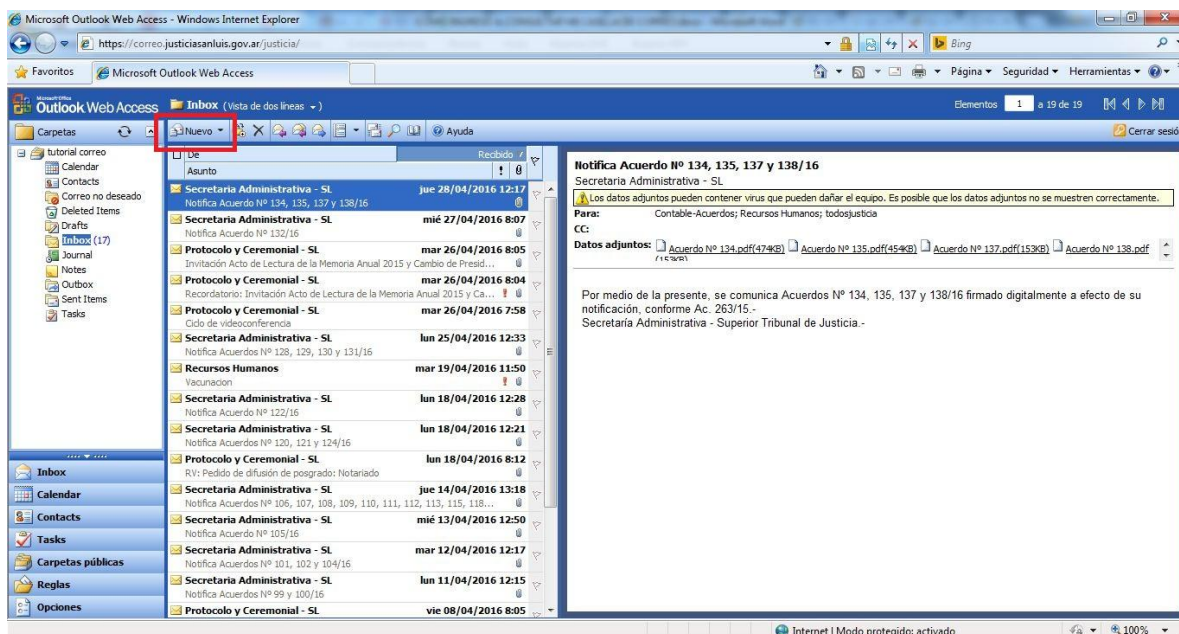 Microsoft Outlook Web Access - Windows Internet Explorer
https://correo.justiciasanluis.gov.ar/justicia/
Bing
Favoritos
Microsoft Outlook Web Access
Página
Seguridad
Herramientas
Microsoft Office
Outlook Web Access
Inbox (Vista de dos líneas)
Elementos 1 a 19 de 19
Carpetas
Nuevo
Ayuda
Cerrar sesió
tutorial correo
Calendar
Contacts
Correo no deseado
Deleted Items
Drafts
Inbox (17)
Journal
Notes
Outbox
Sent Items
Tasks
Inbox
Calendar
Contacts
Tasks
Carpetas públicas
Reglas
Opciones
De Recibido
Asunto
Secretaria Administrativa - SL jue 28/04/2016 12:17
Notifica Acuerdo Nº 134, 135, 137 y 138/16
Secretaria Administrativa - SL mié 27/04/2016 8:07
Notifica Acuerdo Nº 132/16
Protocolo y Ceremonial - SL mar 26/04/2016 8:05
Invitación Acto de Lectura de la Memoria Anual 2015 y Cambio de Presid...
Protocolo y Ceremonial - SL mar 26/04/2016 8:04
Recordatorio: Invitación Acto de Lectura de la Memoria Anual 2015 y Ca...
Protocolo y Ceremonial - SL mar 26/04/2016 7:58
Ciclo de videoconferencia
Secretaria Administrativa - SL lun 25/04/2016 12:33
Notifica Acuerdos Nº 128, 129, 130 y 131/16
Recursos Humanos mar 19/04/2016 11:50
Vacunacion
Secretaria Administrativa - SL lun 18/04/2016 12:28
Notifica Acuerdo Nº 122/16
Secretaria Administrativa - SL lun 18/04/2016 12:21
Notifica Acuerdos Nº 120, 121 y 124/16
Protocolo y Ceremonial - SL lun 18/04/2016 8:12
RV: Pedido de difusión de posgrado: Notariado
Secretaria Administrativa - SL jue 14/04/2016 13:18
Notifica Acuerdos Nº 106, 107, 108, 109, 110, 111, 112, 113, 115, 118...
Secretaria Administrativa - SL mié 13/04/2016 12:50
Notifica Acuerdo Nº 105/16
Secretaria Administrativa - SL mar 12/04/2016 12:17
Notifica Acuerdos Nº 101, 102 y 104/16
Secretaria Administrativa - SL lun 11/04/2016 12:15
Notifica Acuerdos Nº 99 y 100/16
Protocolo y Ceremonial - SL vie 08/04/2016 8:05
Notifica Acuerdo Nº 134, 135, 137 y 138/16
Secretaria Administrativa - SL
Los datos adjuntos pueden contener virus que pueden dañar el equipo. Es posible que los datos adjuntos no se muestren correctamente.
Para: Contable-Acuerdos; Recursos Humanos; todosjusticia
CC:
Datos adjuntos: Acuerdo Nº 134.pdf(474KB) Acuerdo Nº 135.pdf(454KB) Acuerdo Nº 137.pdf(153KB) Acuerdo Nº 138.pdf
(153KB)
Por medio de la presente, se comunica Acuerdos Nº 134, 135, 137 y 138/16 firmado digitalmente a efecto de su
notificación, conforme Ac. 263/15.-
Secretaría Administrativa - Superior Tribunal de Justicia.-
Internet | Modo protegido: activado
100%